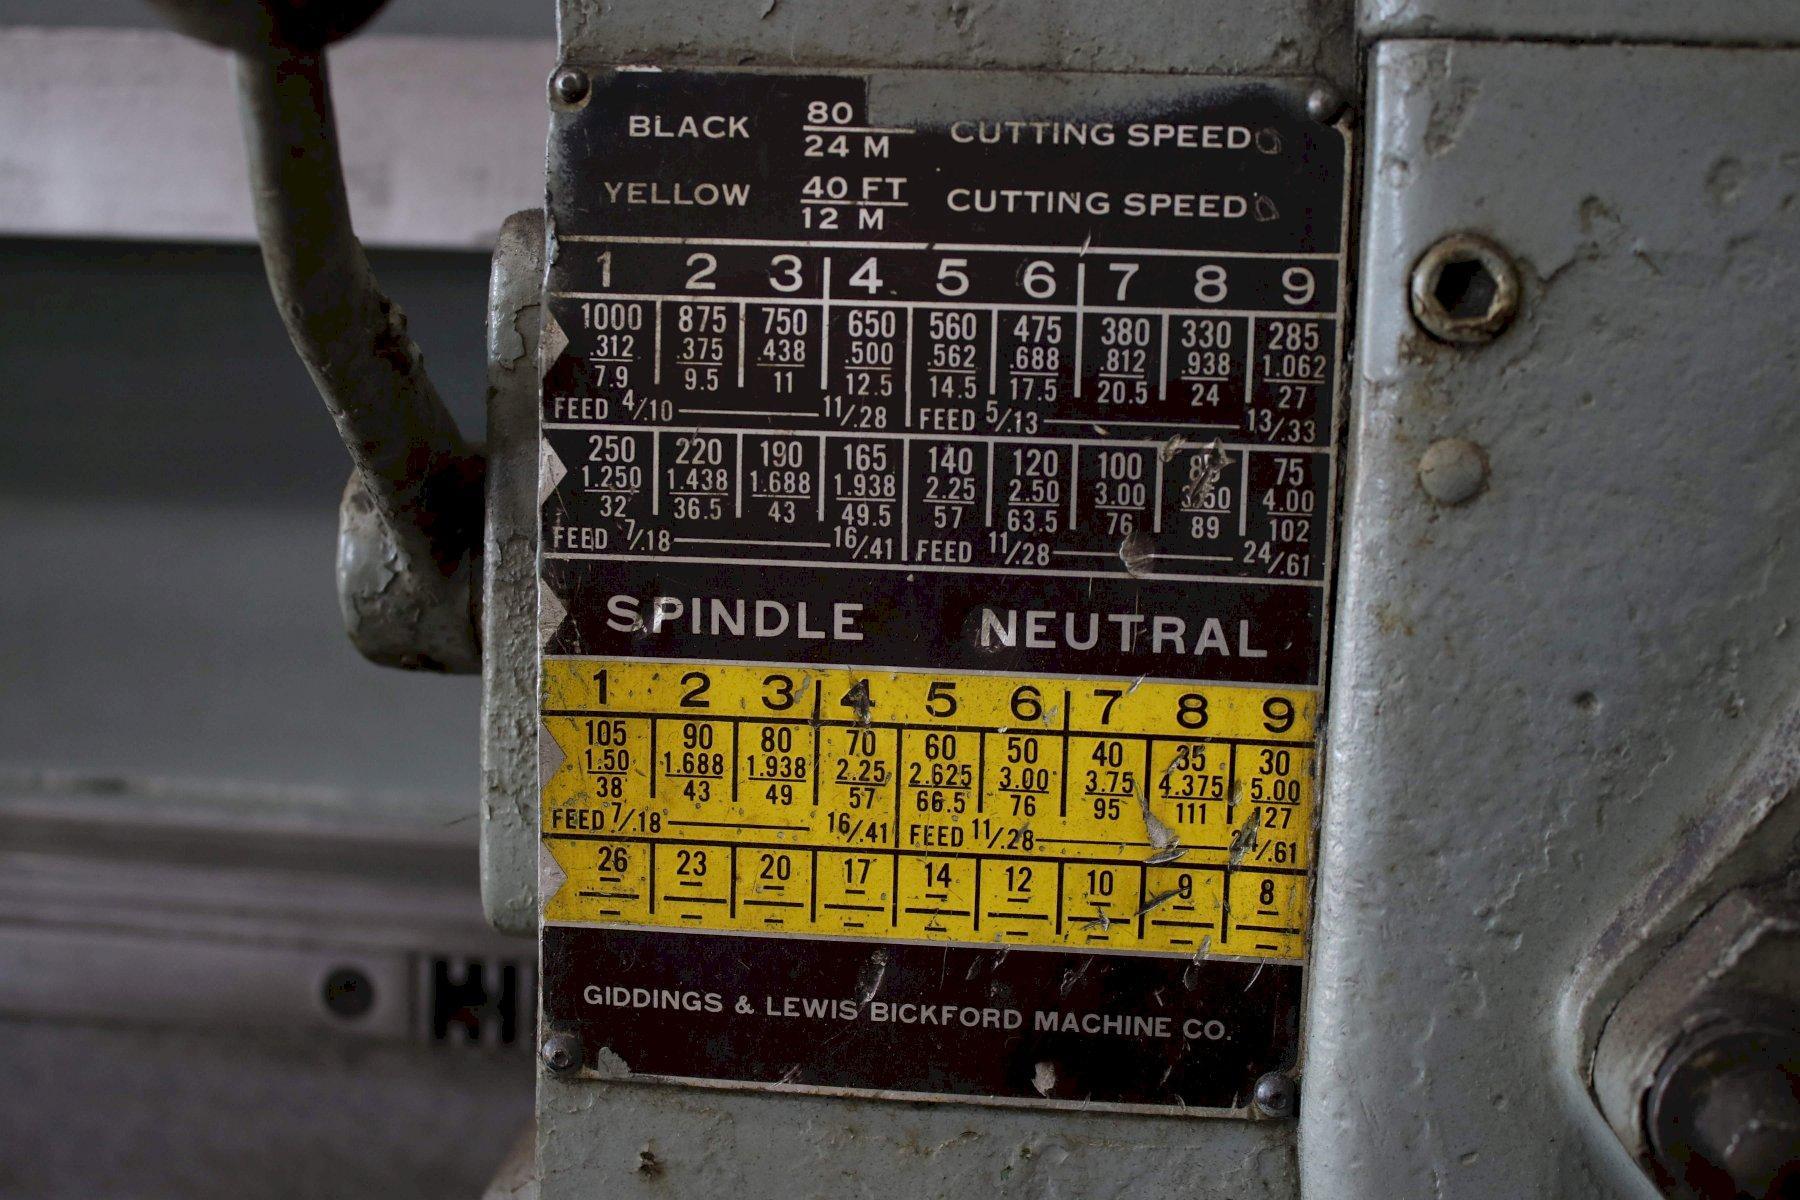 BLACK 80 / 24 M CUTTING SPEED
YELLOW 40 FT / 12 M CUTTING SPEED
1 2 3 4 5 6 7 8 9
1000 875 750 650 560 475 380 330 285
.312 .375 .438 .500 .562 .688 .812 .938 1.062
7.9 9.5 11 12.5 14.5 17.5 20.5 24 27
FEED 4/.10 11/.28 FEED 5/.13 13/.33
250 220 190 165 140 120 100 75
1.250 1.438 1.688 1.938 2.25 2.50 3.00 4.00
32 36.5 43 49.5 57 63.5 76 89 102
FEED 7/.18 16/.41 FEED 11/.28 24/.61
SPINDLE NEUTRAL
1 2 3 4 5 6 7 8 9
105 90 80 70 60 50 40 35 30
1.50 1.688 1.938 2.25 2.625 3.00 3.75 4.375 5.00
38 43 49 57 66.5 76 95 111 127
FEED 7/.18 16/.41 FEED 11/.28 24/.61
26 23 20 17 14 12 10 9 8
GIDDINGS & LEWIS BICKFORD MACHINE CO.